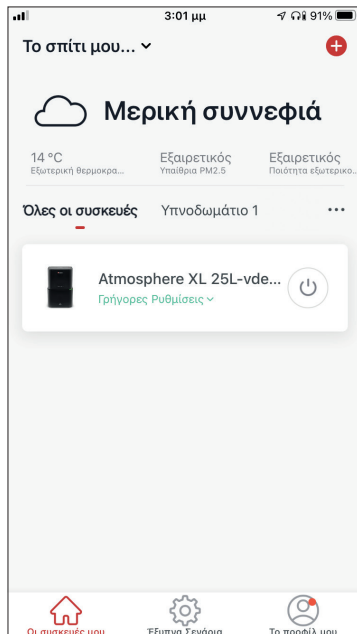 3:01 μμ
91%
Το σπίτι μου...
Μερική συννεφιά
14 °C
Εξαιρετικός
Εξαιρετικός
Εξωτερική θερμοκρα...
Υπαίθρια PM2.5
Ποιότητα εξωτερικο..
Όλες οι συσκευές
Υπνοδωμάτιο 1
...
Atmosphere XL 25L-vde...
Γρήγορες Ρυθμίσεις
Οι συσκευές μου
Έξυπνα Σενάρια
Το προφίλ μου